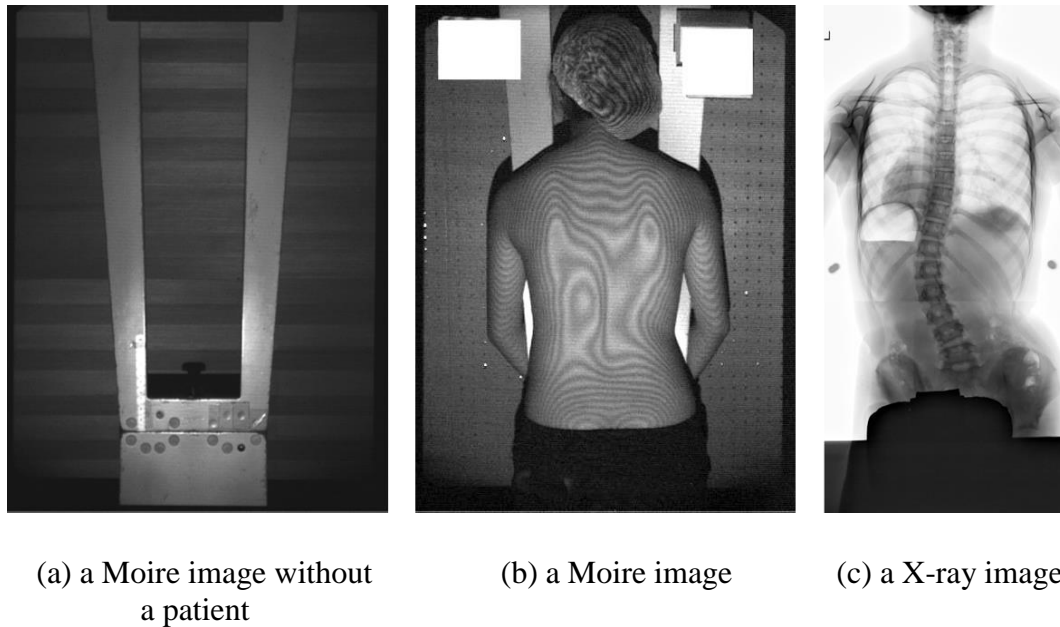 (a) a Moire image without
a patient
(b) a Moire image
(c) a X-ray image